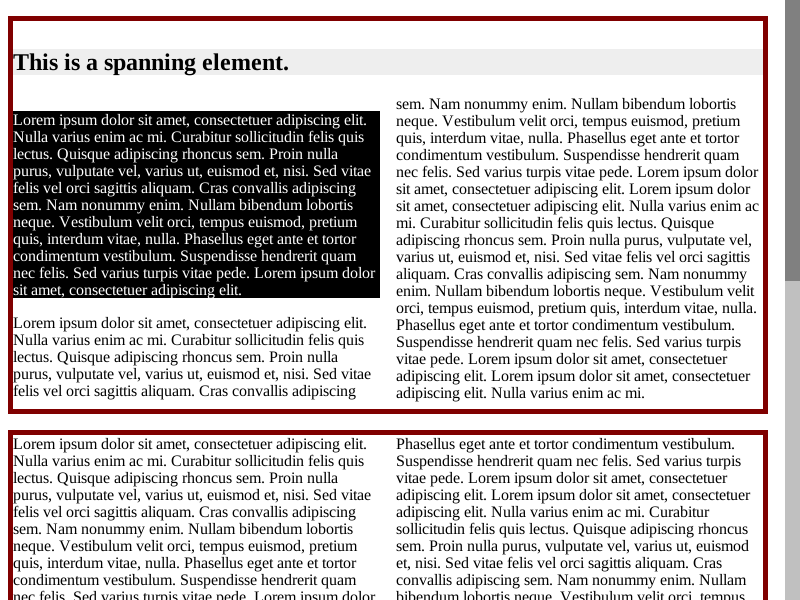 This is a spanning element.
Lorem ipsum dolor sit amet, consectetuer adipiscing elit.
Nulla varius enim ac mi. Curabitur sollicitudin felis quis
lectus. Quisque adipiscing rhoncus sem. Proin nulla
purus, vulputate vel, varius ut, euismod et, nisi. Sed vitae
felis vel orci sagittis aliquam. Cras convallis adipiscing
sem. Nam nonummy enim. Nullam bibendum lobortis
neque. Vestibulum velit orci, tempus euismod, pretium
quis, interdum vitae, nulla. Phasellus eget ante et tortor
condimentum vestibulum. Suspendisse hendrerit quam
nec felis. Sed varius turpis vitae pede. Lorem ipsum dolor
sit amet, consectetuer adipiscing elit.
Lorem ipsum dolor sit amet, consectetuer adipiscing elit.
Nulla varius enim ac mi. Curabitur sollicitudin felis quis
lectus. Quisque adipiscing rhoncus sem. Proin nulla
purus, vulputate vel, varius ut, euismod et, nisi. Sed vitae
felis vel orci sagittis aliquam. Cras convallis adipiscing
sem. Nam nonummy enim. Nullam bibendum lobortis
neque. Vestibulum velit orci, tempus euismod, pretium
quis, interdum vitae, nulla. Phasellus eget ante et tortor
condimentum vestibulum. Suspendisse hendrerit quam
nec felis. Sed varius turpis vitae pede. Lorem ipsum dolor
sit amet, consectetuer adipiscing elit. Lorem ipsum dolor
sit amet, consectetuer adipiscing elit. Nulla varius enim ac
mi. Curabitur sollicitudin felis quis lectus. Quisque
adipiscing rhoncus sem. Proin nulla purus, vulputate vel,
varius ut, euismod et, nisi. Sed vitae felis vel orci sagittis
aliquam. Cras convallis adipiscing sem. Nam nonummy
enim. Nullam bibendum lobortis neque. Vestibulum velit
orci, tempus euismod, pretium quis, interdum vitae, nulla.
Phasellus eget ante et tortor condimentum vestibulum.
Suspendisse hendrerit quam nec felis. Sed varius turpis
vitae pede. Lorem ipsum dolor sit amet, consectetuer
adipiscing elit. Lorem ipsum dolor sit amet, consectetuer
adipiscing elit. Nulla varius enim ac mi.
Lorem ipsum dolor sit amet, consectetuer adipiscing elit.
Nulla varius enim ac mi. Curabitur sollicitudin felis quis
lectus. Quisque adipiscing rhoncus sem. Proin nulla
purus, vulputate vel, varius ut, euismod et, nisi. Sed vitae
felis vel orci sagittis aliquam. Cras convallis adipiscing
sem. Nam nonummy enim. Nullam bibendum lobortis
neque. Vestibulum velit orci, tempus euismod, pretium
quis, interdum vitae, nulla. Phasellus eget ante et tortor
condimentum vestibulum. Suspendisse hendrerit quam
nec felis. Sed varius turpis vitae pede. Lorem ipsum dolor
Phasellus eget ante et tortor condimentum vestibulum.
Suspendisse hendrerit quam nec felis. Sed varius turpis
vitae pede. Lorem ipsum dolor sit amet, consectetuer
adipiscing elit. Lorem ipsum dolor sit amet, consectetuer
adipiscing elit. Nulla varius enim ac mi. Curabitur
sollicitudin felis quis lectus. Quisque adipiscing rhoncus
sem. Proin nulla purus, vulputate vel, varius ut, euismod
et, nisi. Sed vitae felis vel orci sagittis aliquam. Cras
convallis adipiscing sem. Nam nonummy enim. Nullam
bibendum lobortis neque. Vestibulum velit orci, tempus